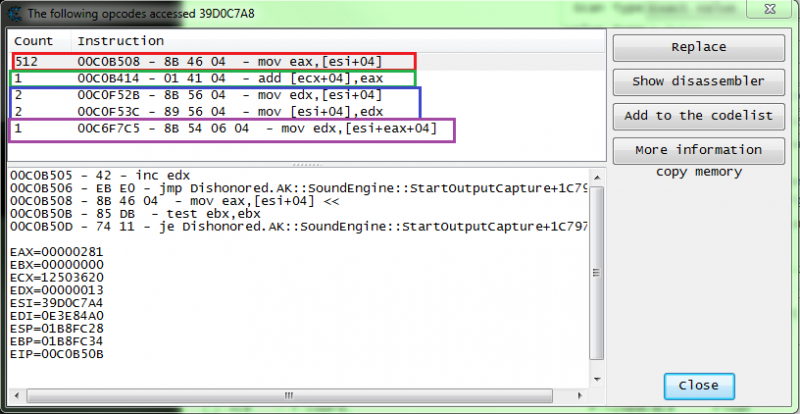 The following opcodes accessed 39D0C7A8
Count Instruction
512 00C0B508 - 8B 46 04 - mov eax,[esi+04]
1 00C0B414 - 01 41 04 - add [ecx+04],eax
2 00C0F52B - 8B 56 04 - mov edx,[esi+04]
2 00C0F53C - 89 56 04 - mov [esi+04],edx
1 00C6F7C5 - 8B 54 06 04 - mov edx,[esi+eax+04]
Replace
Show disassembler
Add to the codelist
More information
copy memory
00C0B505 - 42 - inc edx
00C0B506 - EB E0 - jmp Dishonored.AK::SoundEngine::StartOutputCapture+1C79
00C0B508 - 8B 46 04 - mov eax,[esi+04] <<
00C0B50B - 85 DB - test ebx,ebx
00C0B50D - 74 11 - je Dishonored.AK::SoundEngine::StartOutputCapture+1C797
EAX=00000281
EBX=00000000
ECX=12503620
EDX=00000013
ESI=39D0C7A4
EDI=0E3E84A0
ESP=01B8FC28
EBP=01B8FC34
EIP=00C0B50B
Close